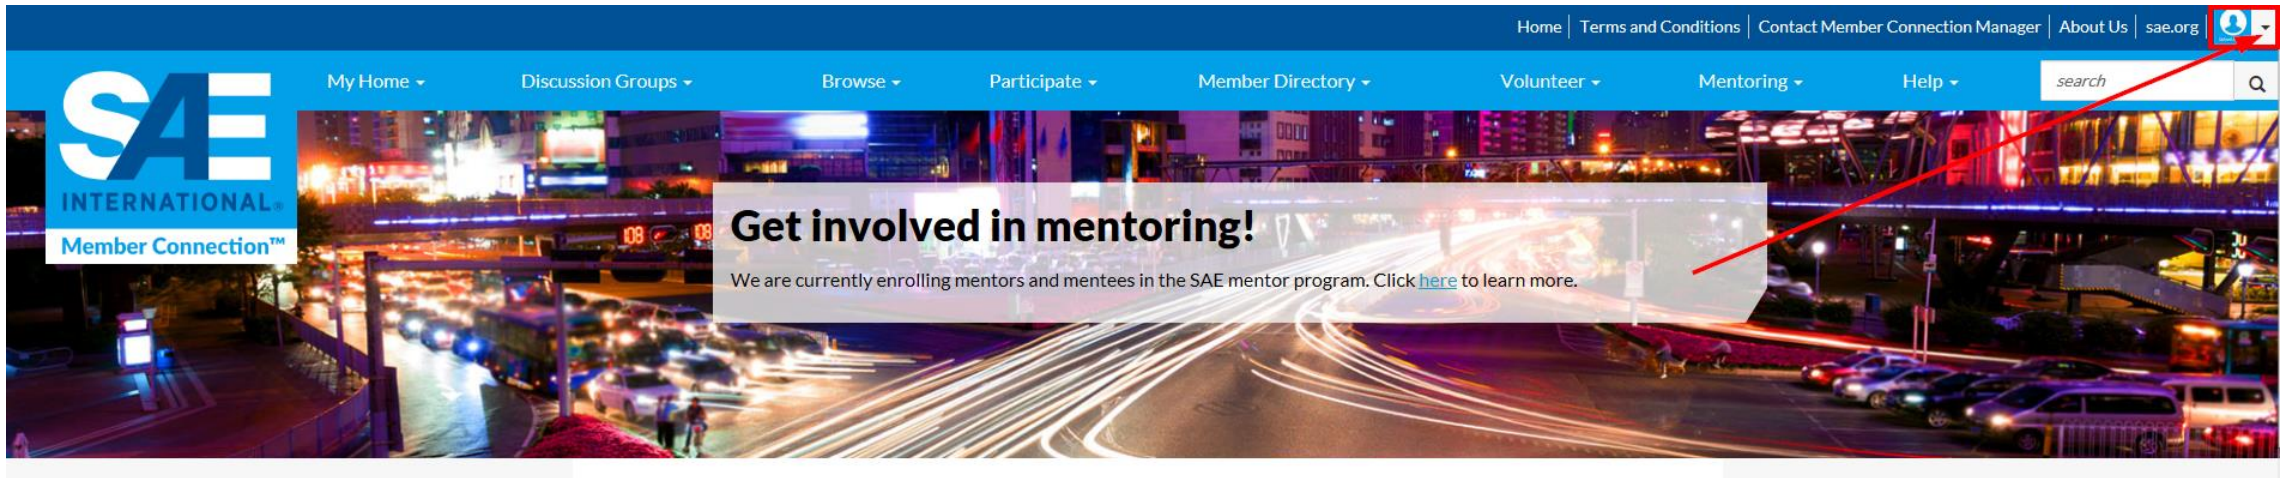 Home | Terms and Conditions | Contact Member Connection Manager | About Us | sae.org
My Home Discussion Groups Browse Participate Member Directory Volunteer Mentoring Help search
SAE
INTERNATIONAL®
Member Connection™
108 108
Get involved in mentoring!
We are currently enrolling mentors and mentees in the SAE mentor program. Click here to learn more.